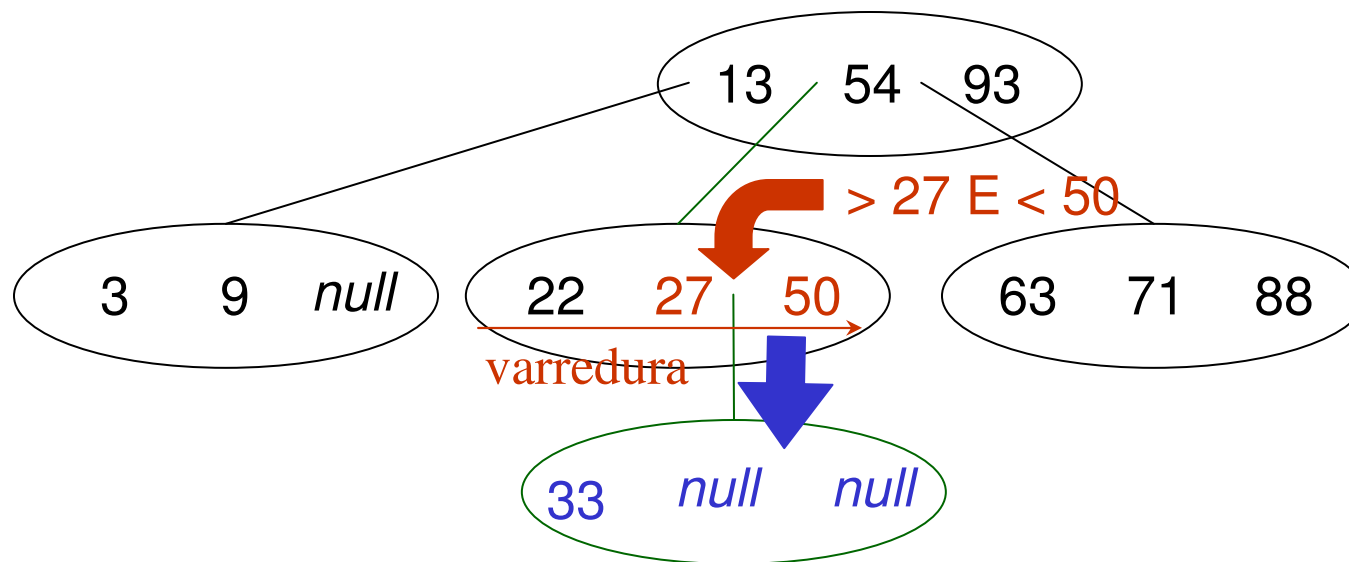 13 54 93
> 27 E < 50
3 9 null
22 27 50
63 71 88
varredura
33 null null